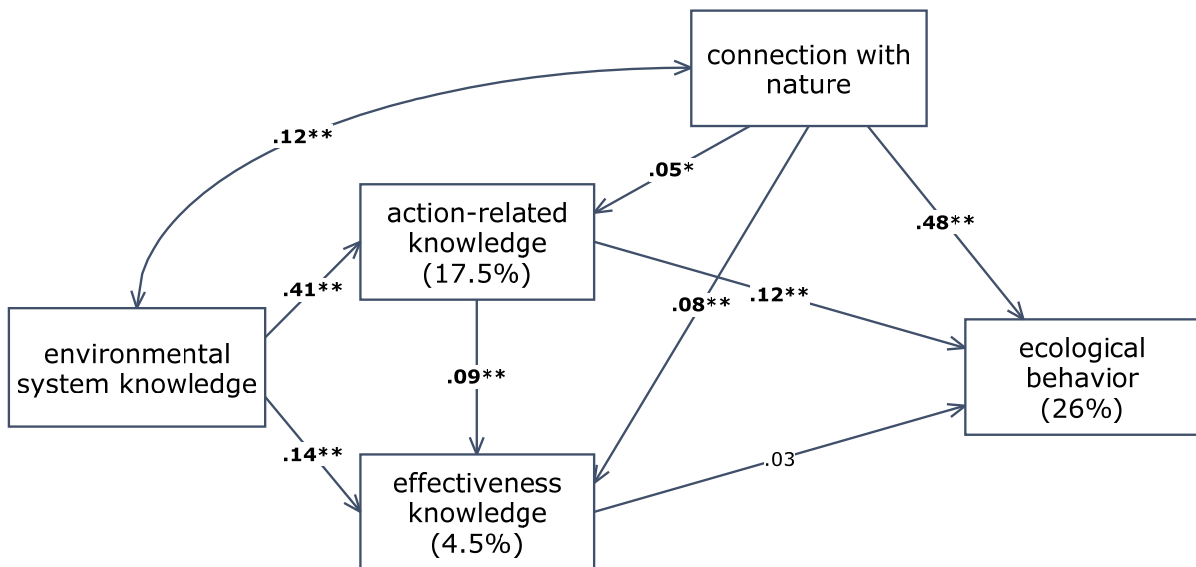 connection with
nature
.12**
.05*
action-related
knowledge
(17.5%)
.48**
.41**
.08**
.12**
environmental
system knowledge
ecological
behavior
(26%)
.09**
.14**
.03
effectiveness
knowledge
(4.5%)